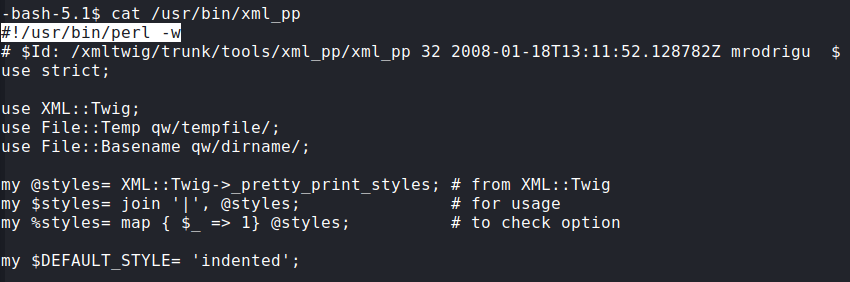 -bash-5.1$ cat /usr/bin/xml_pp
#!/usr/bin/perl -w
# $Id: /xmltwig/trunk/tools/xml_pp/xml_pp 32 2008-01-18T13:11:52.128782Z mrodrigu  $
use strict;

use XML::Twig;
use File::Temp qw/tempfile/;
use File::Basename qw/dirname/;

my @styles= XML::Twig->_pretty_print_styles; # from XML::Twig
my $styles= join '|', @styles;               # for usage
my %styles= map { $_ => 1} @styles;          # to check option

my $DEFAULT_STYLE= 'indented';